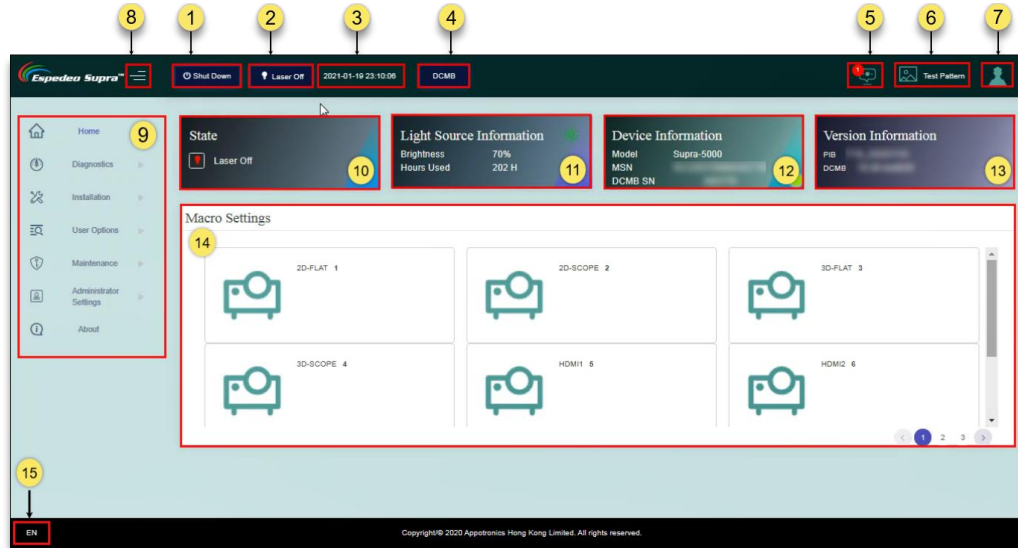 8
1
2
3
4
5
6
7
Espedeo Supra™
Shut Down
Laser Off
2021-01-19 23:10:06
DCMB
1
Test Pattern
Home
9
Diagnostics
Installation
User Options
Maintenance
Administrator
Settings
About
State
Laser Off
10
Light Source Information
Brightness 70%
Hours Used 202 H
11
Device Information
Model Supra-5000
MSN
DCMB SN
12
Version Information
PIB
DCMB
13
Macro Settings
14
2D-FLAT 1
2D-SCOPE 2
3D-FLAT 3
3D-SCOPE 4
HDMI1 5
HDMI2 6
1 2 3
15
EN
Copyright© 2020 Appotronics Hong Kong Limited. All rights reserved.